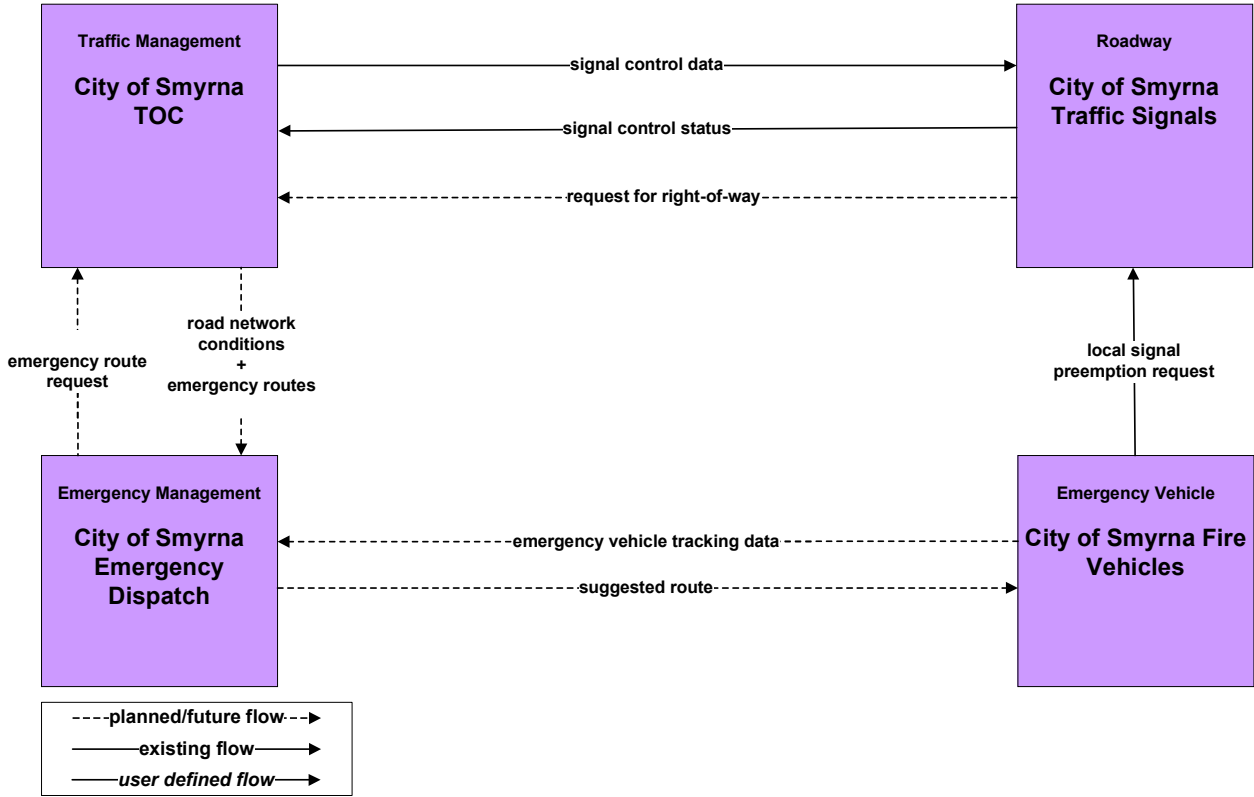 Traffic Management
City of Smyrna
TOC
signal control data
signal control status
request for right-of-way
Roadway
City of Smyrna
Traffic Signals
emergency route
request
road network
conditions
+
emergency routes
local signal
preemption request
Emergency Management
City of Smyrna
Emergency
Dispatch
emergency vehicle tracking data
suggested route
Emergency Vehicle
City of Smyrna Fire
Vehicles
planned/future flow
existing flow
user defined flow